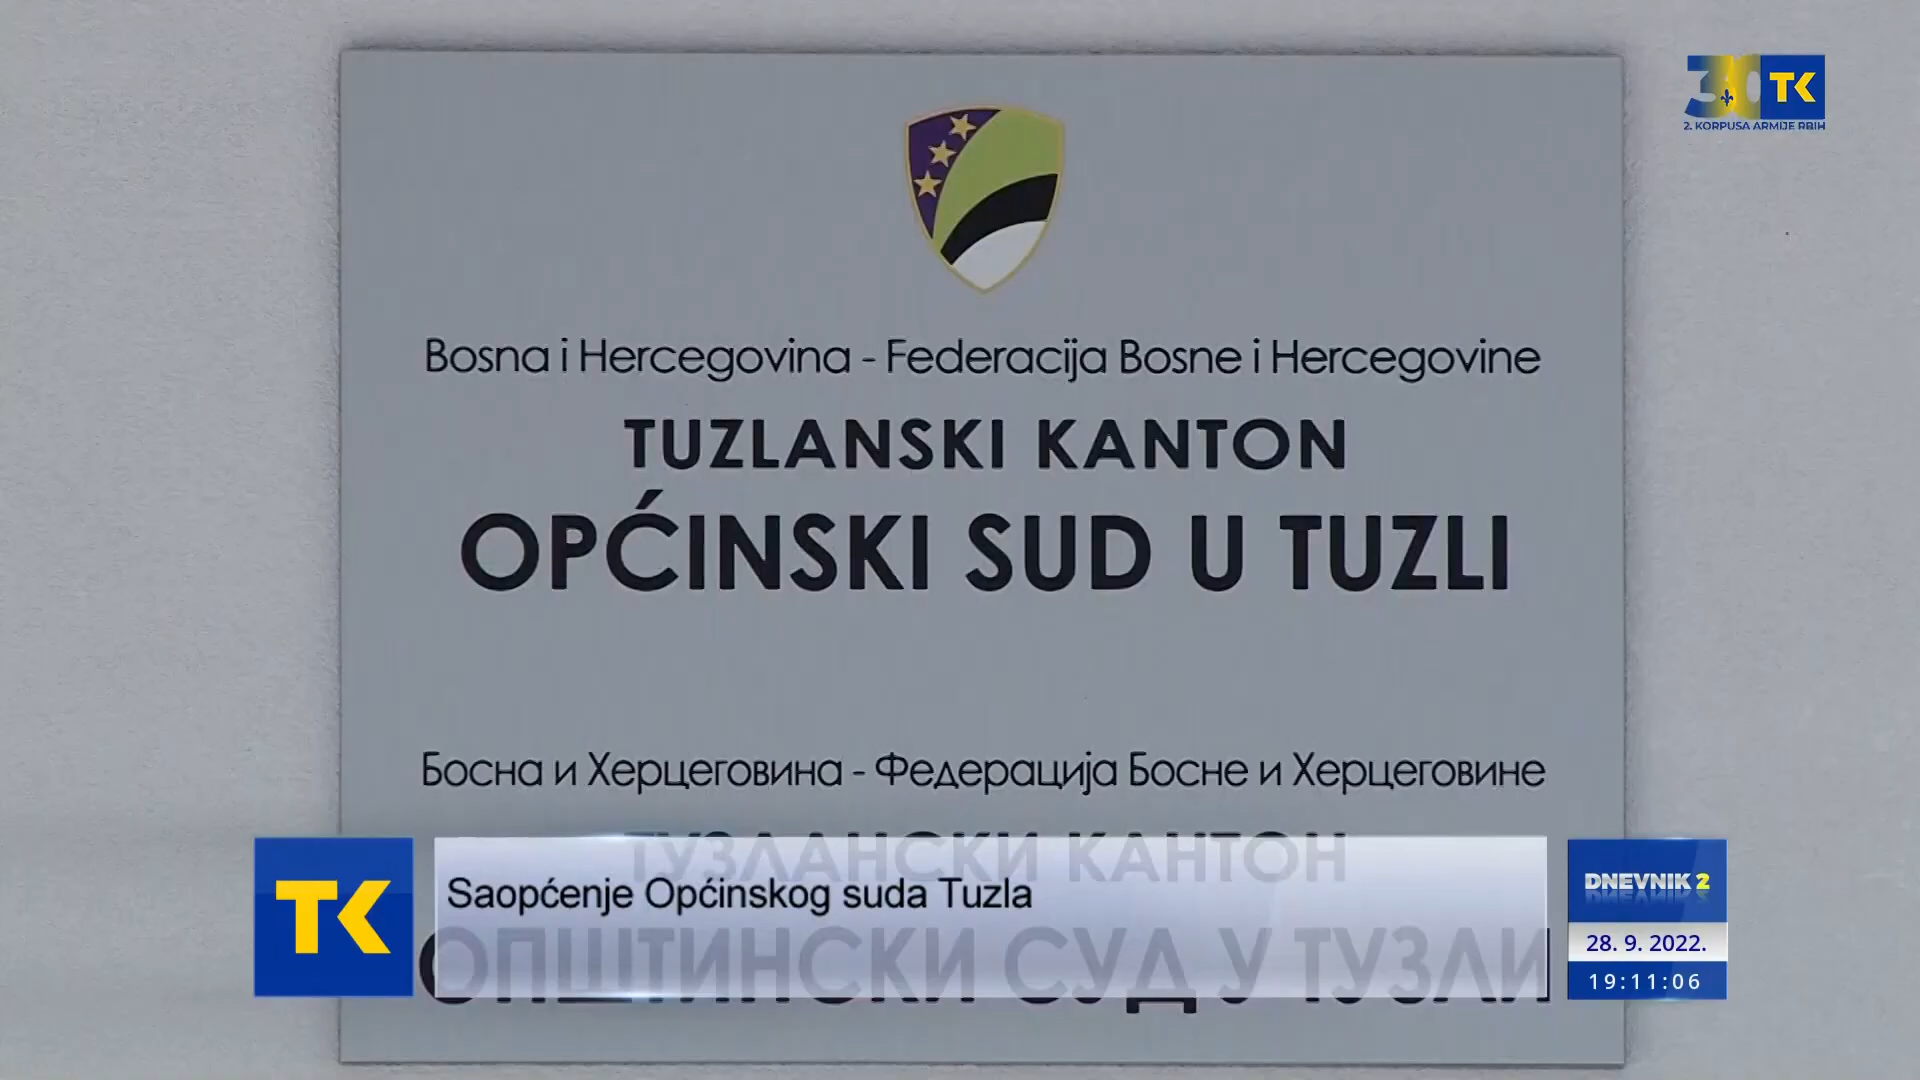 30 TK
2. KORPUSA ARMIJE RBIH
Bosna i Hercegovina - Federacija Bosne i Hercegovine
TUZLANSKI KANTON
OPĆINSKI SUD U TUZLI
Босна и Херцеговина - Федерација Босне и Херцеговине
ТУЗЛАНСКИ КАНТОН
ОПШТИНСКИ СУД У ТУЗЛИ
TK
Saopćenje Općinskog suda Tuzla
DNEVNIK 2
28. 9. 2022.
19:11:06